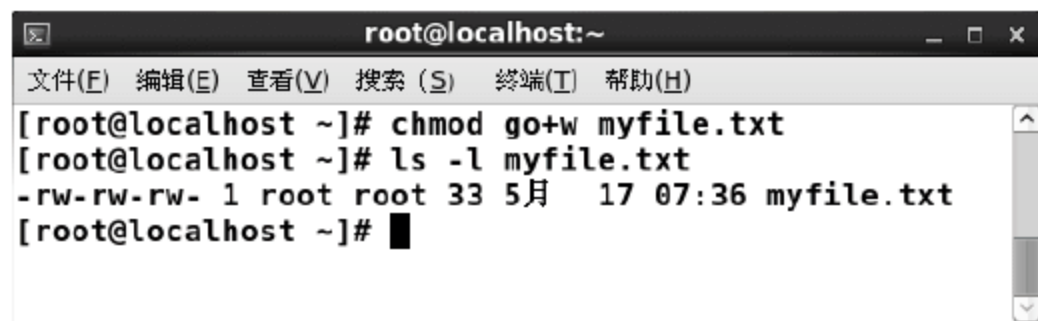 root@localhost:~
文件(F) 编辑(E) 查看(V) 搜索 (S) 终端(T) 帮助(H)
[root@localhost ~]# chmod go+w myfile.txt
[root@localhost ~]# ls -l myfile.txt
-rw-rw-rw- 1 root root 33 5月  17 07:36 myfile.txt
[root@localhost ~]#